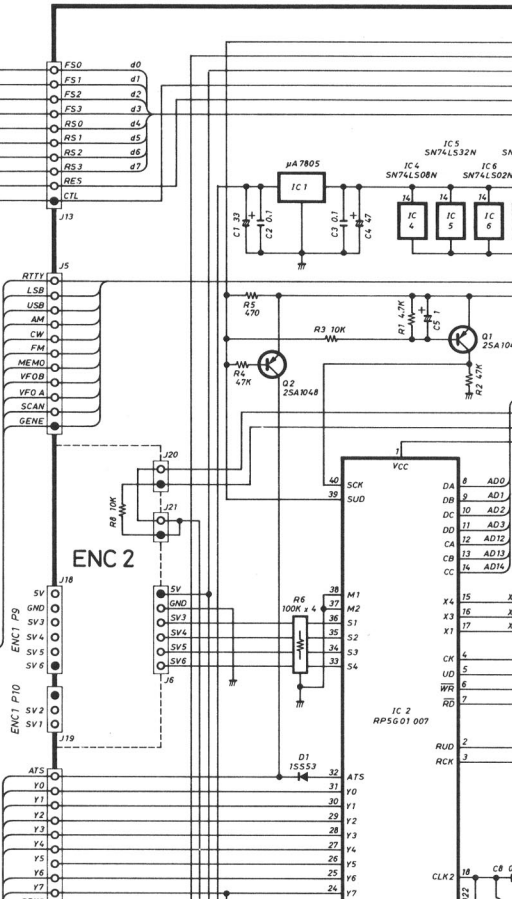 FS0 d0
FS1 d1
FS2 d2
FS3 d3
RS0 d4
RS1 d5
RS2 d6
RS3 d7
RES
CTL
J13
IC5
SN74LS32N
IC4
SN74LS08N
IC6
SN74LS02N
μA7805
IC1
C1 33
C2 0.1
C3 0.1
C4 47
14
IC
4
14
IC
5
14
IC
6
J5
RTTY
LSB
USB
AM
CW
FM
MEMO
VFOB
VFO A
SCAN
GENE
R5
470
R3 10K
R1 4.7K
C5 1
Q1
2SA104
R4
47K
Q2
2SA1048
R2 47K
J20
J21
R8 10K
ENC 2
J18
5V
GND
SV3
SV4
SV5
SV6
ENC1 P9
5V
GND
SV3
SV4
SV5
SV6
J6
R6
100K x 4
ENC1 P10
SV2
SV1
J19
1
VCC
40 SCK
39 SUD
38 M1
37 M2
36 S1
35 S2
34 S3
33 S4
DA 8 AD0
DB 9 AD1
DC 10 AD2
DD 11 AD3
CA 12 AD12
CB 13 AD13
CC 14 AD14
X4 15
X3 16
X1 17
CK 4
UD 5
WR 6
RD 7
IC 2
RP5G01 007
RUD 2
RCK 3
D1
1SS53
ATS
Y0
Y1
Y2
Y3
Y4
Y5
Y6
Y7
32 ATS
31 Y0
30 Y1
29 Y2
28 Y3
27 Y4
26 Y5
25 Y6
24 Y7
CLK2 18
C8
22